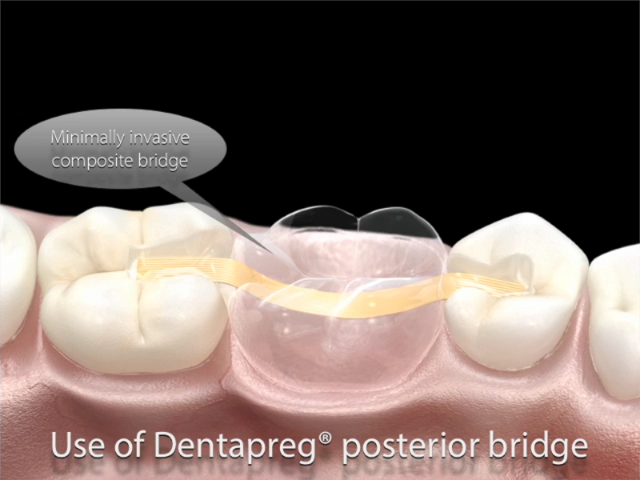 Minimally invasive
composite bridge
Use of Dentapreg® posterior bridge